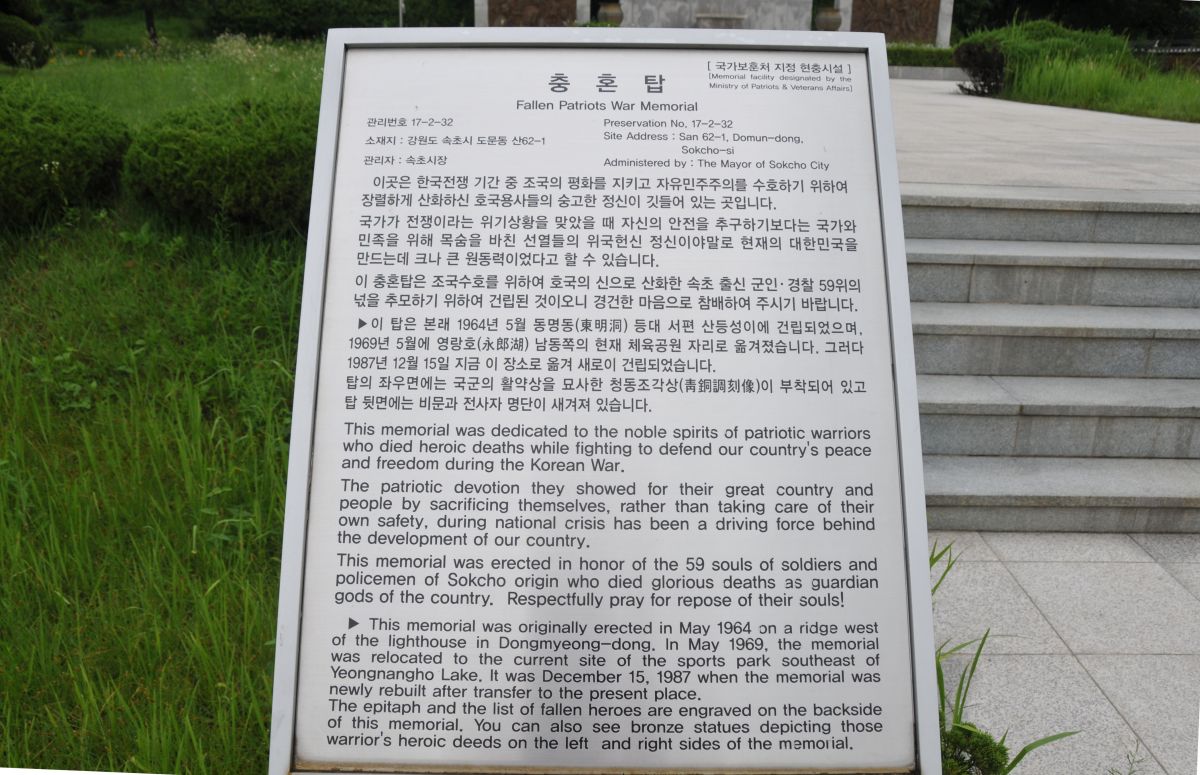 [ 국가보훈처 지정 현충시설 ]
[Memorial facility designated by the
Ministry of Patriots & Veterans Affairs]
충 혼 탑
Fallen Patriots War Memorial
관리번호 17-2-32
소재지 : 강원도 속초시 도문동 산62-1
관리자 : 속초시장
Preservation No. 17-2-32
Site Address : San 62-1, Domun-dong,
Sokcho-si
Administered by : The Mayor of Sokcho City
이곳은 한국전쟁 기간 중 조국의 평화를 지키고 자유민주주의를 수호하기 위하여
장렬하게 산화하신 호국용사들의 숭고한 정신이 깃들어 있는 곳입니다.
국가가 전쟁이라는 위기상황을 맞았을 때 자신의 안전을 추구하기보다는 국가와
민족을 위해 목숨을 바친 선열들의 위국헌신 정신이야말로 현재의 대한민국을
만드는데 크나 큰 원동력이었다고 할 수 있습니다.
이 충혼탑은 조국수호를 위하여 호국의 신으로 산화한 속초 출신 군인·경찰 59위의
넋을 추모하기 위하여 건립된 것이오니 경건한 마음으로 참배하여 주시기 바랍니다.
▶이 탑은 본래 1964년 5월 동명동(東明洞) 등대 서편 산등성이에 건립되었으며,
1969년 5월에 영랑호(永郎湖) 남동쪽의 현재 체육공원 자리로 옮겨졌습니다. 그러다
1987년 12월 15일 지금 이 장소로 옮겨 새로이 건립되었습니다.
탑의 좌우면에는 국군의 활약상을 묘사한 청동조각상(靑銅調刻像)이 부착되어 있고
탑 뒷면에는 비문과 전사자 명단이 새겨져 있습니다.
This memorial was dedicated to the noble spirits of patriotic warriors
who died heroic deaths while fighting to defend our country's peace
and freedom during the Korean War.
The patriotic devotion they showed for their great country and
people by sacrificing themselves, rather than taking care of their
own safety, during national crisis has been a driving force behind
the development of our country.
This memorial was erected in honor of the 59 souls of soldiers and
policemen of Sokcho origin who died glorious deaths as guardian
gods of the country. Respectfully pray for repose of their souls!
▶ This memorial was originally erected in May 1964 on a ridge west
of the lighthouse in Dongmyeong-dong. In May 1969, the memorial
was relocated to the current site of the sports park southeast of
Yeongnangho Lake. It was December 15, 1987 when the memorial was
newly rebuilt after transfer to the present place.
The epitaph and the list of fallen heroes are engraved on the backside
of this memorial. You can also see bronze statues depicting those
warrior's heroic deeds on the left and right sides of the memorial.